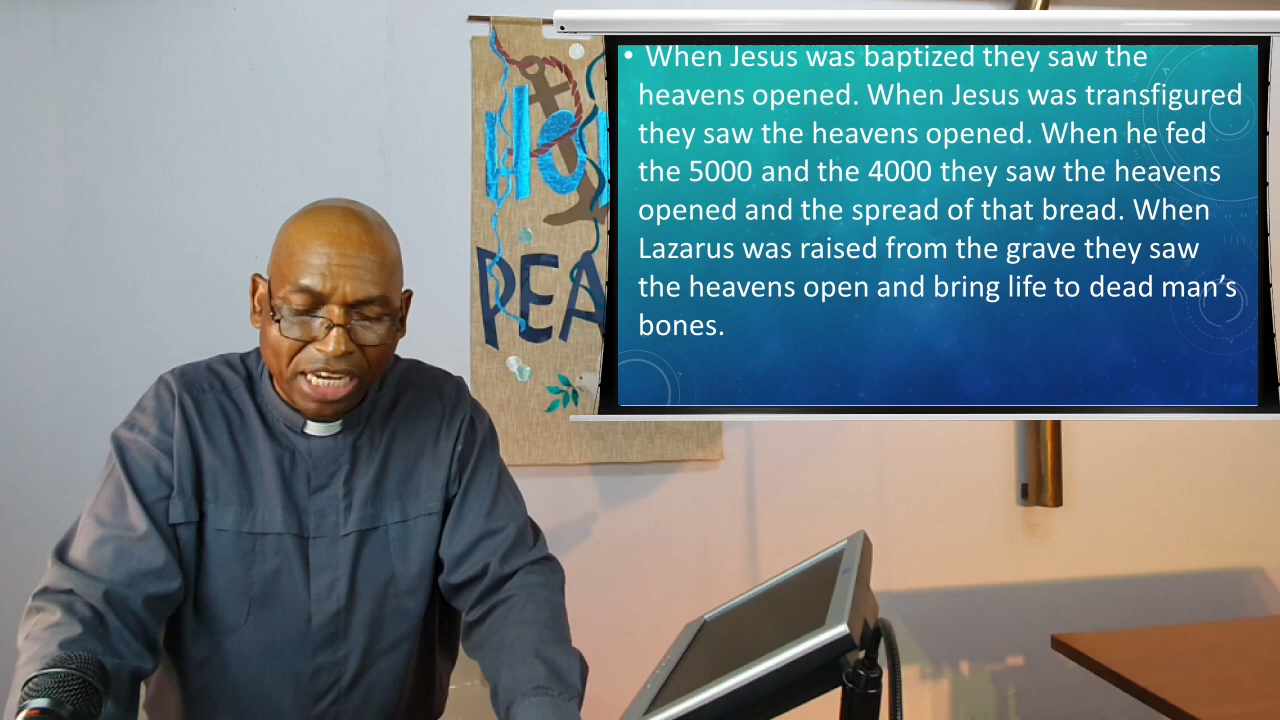 • When Jesus was baptized they saw the
heavens opened. When Jesus was transfigured
they saw the heavens opened. When he fed
the 5000 and the 4000 they saw the heavens
opened and the spread of that bread. When
Lazarus was raised from the grave they saw
the heavens open and bring life to dead man’s
bones.